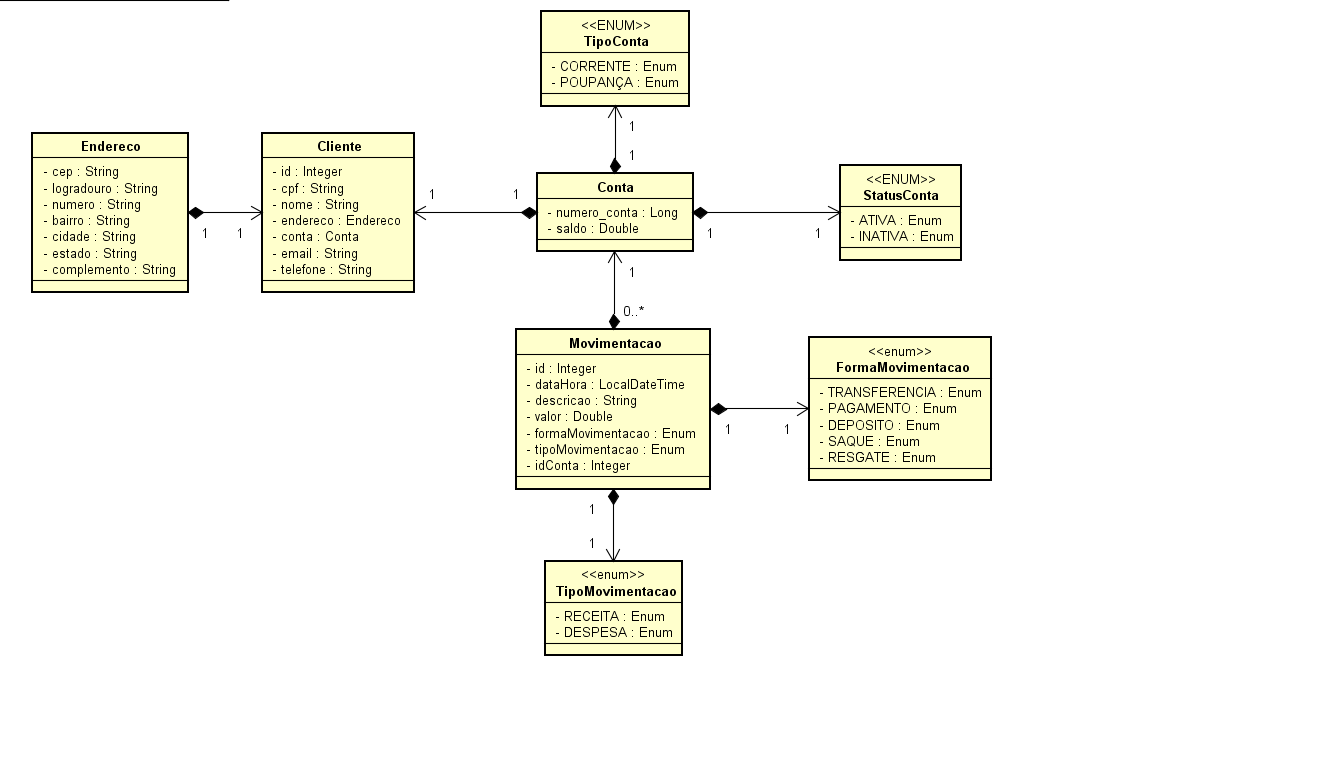 <<ENUM>>
TipoConta
- CORRENTE : Enum
- POUPANÇA : Enum
1
1
Endereco
- cep : String
- logradouro : String
- numero : String
- bairro : String
- cidade : String
- estado : String
- complemento : String
1
1
Cliente
- id : Integer
- cpf : String
- nome : String
- endereco : Endereco
- conta : Conta
- email : String
- telefone : String
1
1
Conta
- numero_conta : Long
- saldo : Double
1
1
<<ENUM>>
StatusConta
- ATIVA : Enum
- INATIVA : Enum
1
0..*
Movimentacao
- id : Integer
- dataHora : LocalDateTime
- descricao : String
- valor : Double
- formaMovimentacao : Enum
- tipoMovimentacao : Enum
- idConta : Integer
1
1
<<enum>>
FormaMovimentacao
- TRANSFERENCIA : Enum
- PAGAMENTO : Enum
- DEPOSITO : Enum
- SAQUE : Enum
- RESGATE : Enum
1
1
<<enum>>
TipoMovimentacao
- RECEITA : Enum
- DESPESA : Enum